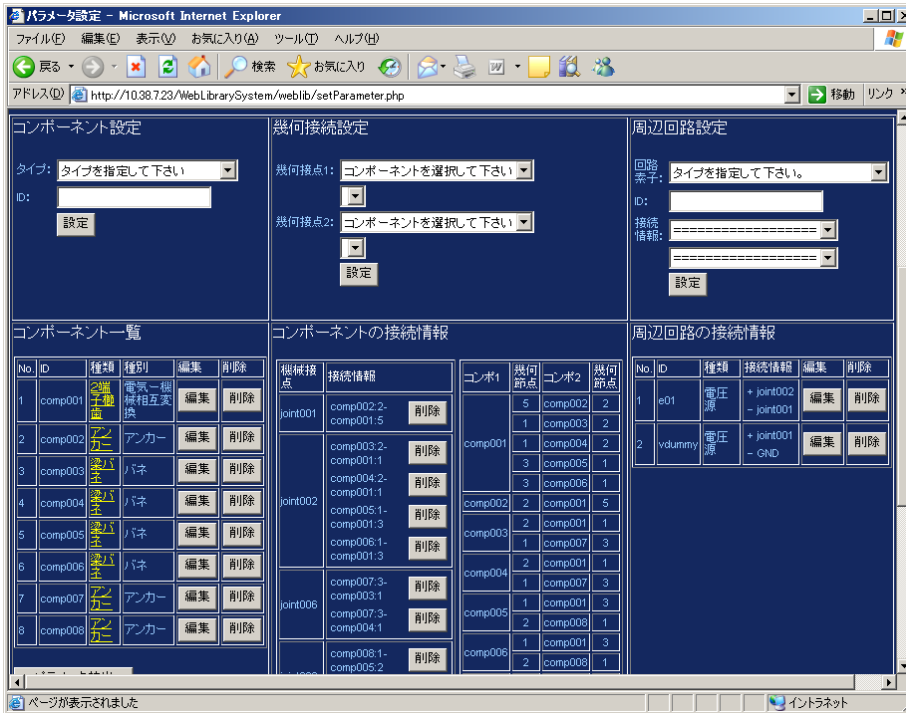 パラメータ設定 - Microsoft Internet Explorer
ファイル(F) 編集(E) 表示(V) お気に入り(A) ツール(T) ヘルプ(H)
戻る 検索 お気に入り
アドレス(D) http://10.38.7.23/WebLibrarySystem/weblib/setParameter.php 移動 リンク »
コンポーネント設定
タイプ: タイプを指定して下さい
ID:
設定
幾何接続設定
幾何接点1: コンポーネントを選択して下さい
幾何接点2: コンポーネントを選択して下さい
設定
周辺回路設定
回路
素子: タイプを指定して下さい。
ID:
接続
情報: ===================
===================
設定
コンポーネント一覧
No. ID 種類 種別 編集 削除
1 comp001 2端子櫛歯 電気ー機械相互変換 編集 削除
2 comp002 アンカー アンカー 編集 削除
3 comp003 梁バネ バネ 編集 削除
4 comp004 梁バネ バネ 編集 削除
5 comp005 梁バネ バネ 編集 削除
6 comp006 梁バネ バネ 編集 削除
7 comp007 アンカー アンカー 編集 削除
8 comp008 アンカー アンカー 編集 削除
コンポーネントの接続情報
機械接点 接続情報
joint001 comp002:2-
comp001:5 削除
joint002 comp003:2-
comp001:1 削除
comp004:2-
comp001:1 削除
comp005:1-
comp001:3 削除
comp006:1-
comp001:3 削除
joint006 comp007:3-
comp003:1 削除
comp007:3-
comp004:1 削除
comp008:1-
comp005:2 削除
コンポ1 幾何節点 コンポ2 幾何節点
comp001 5 comp002 2
1 comp003 2
1 comp004 2
3 comp005 1
3 comp006 1
comp002 2 comp001 5
comp003 2 comp001 1
1 comp007 3
comp004 2 comp001 1
1 comp007 3
comp005 1 comp001 3
2 comp008 1
comp006 1 comp001 3
2 comp008 1
周辺回路の接続情報
No. ID 種類 接続情報 編集 削除
1 e01 電圧源 + joint002
- joint001 編集 削除
2 vdummy 電圧源 + joint001
- GND 編集 削除
ページが表示されました イントラネット